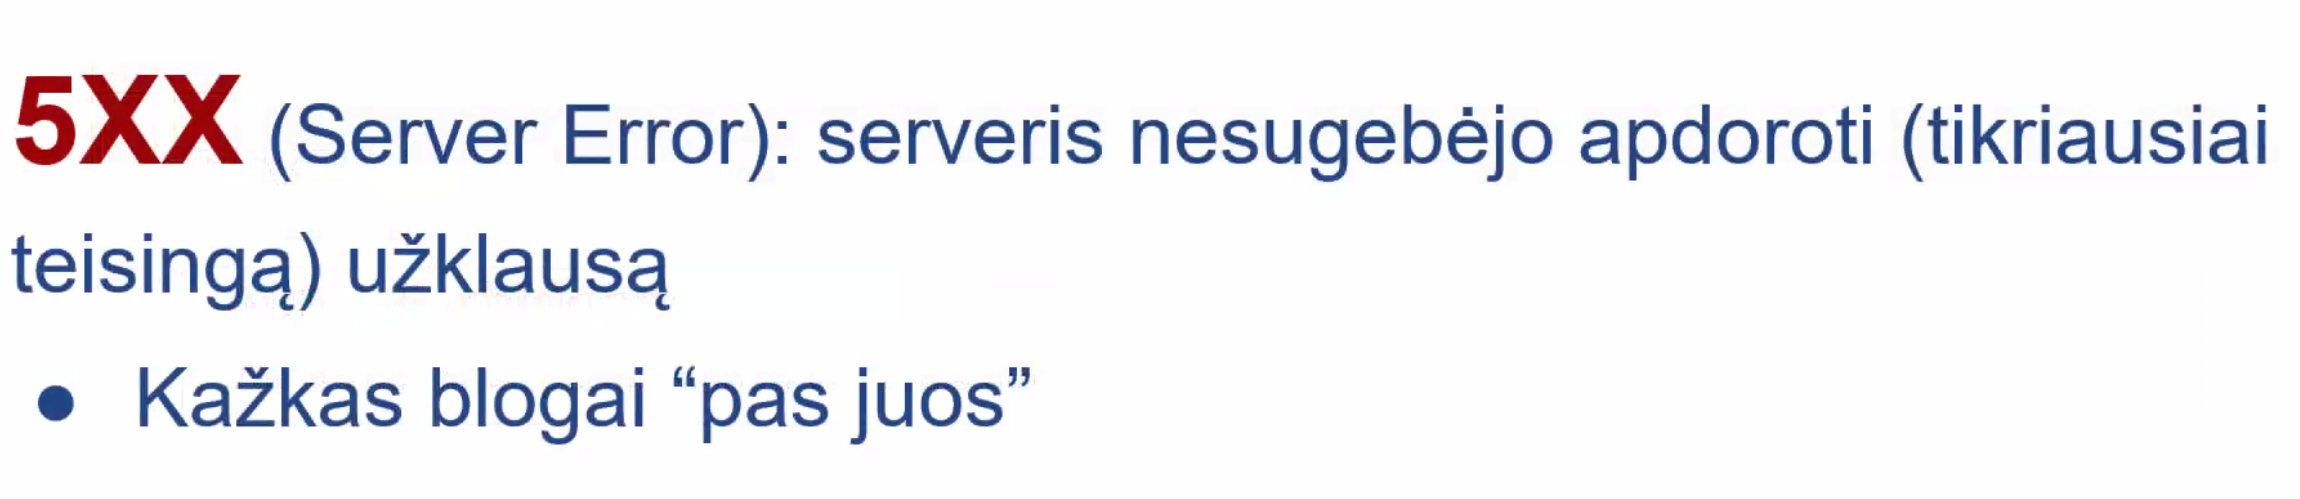 5XX (Server Error): serveris nesugebėjo apdoroti (tikriausiai
teisingą) užklausą
● Kažkas blogai “pas juos”